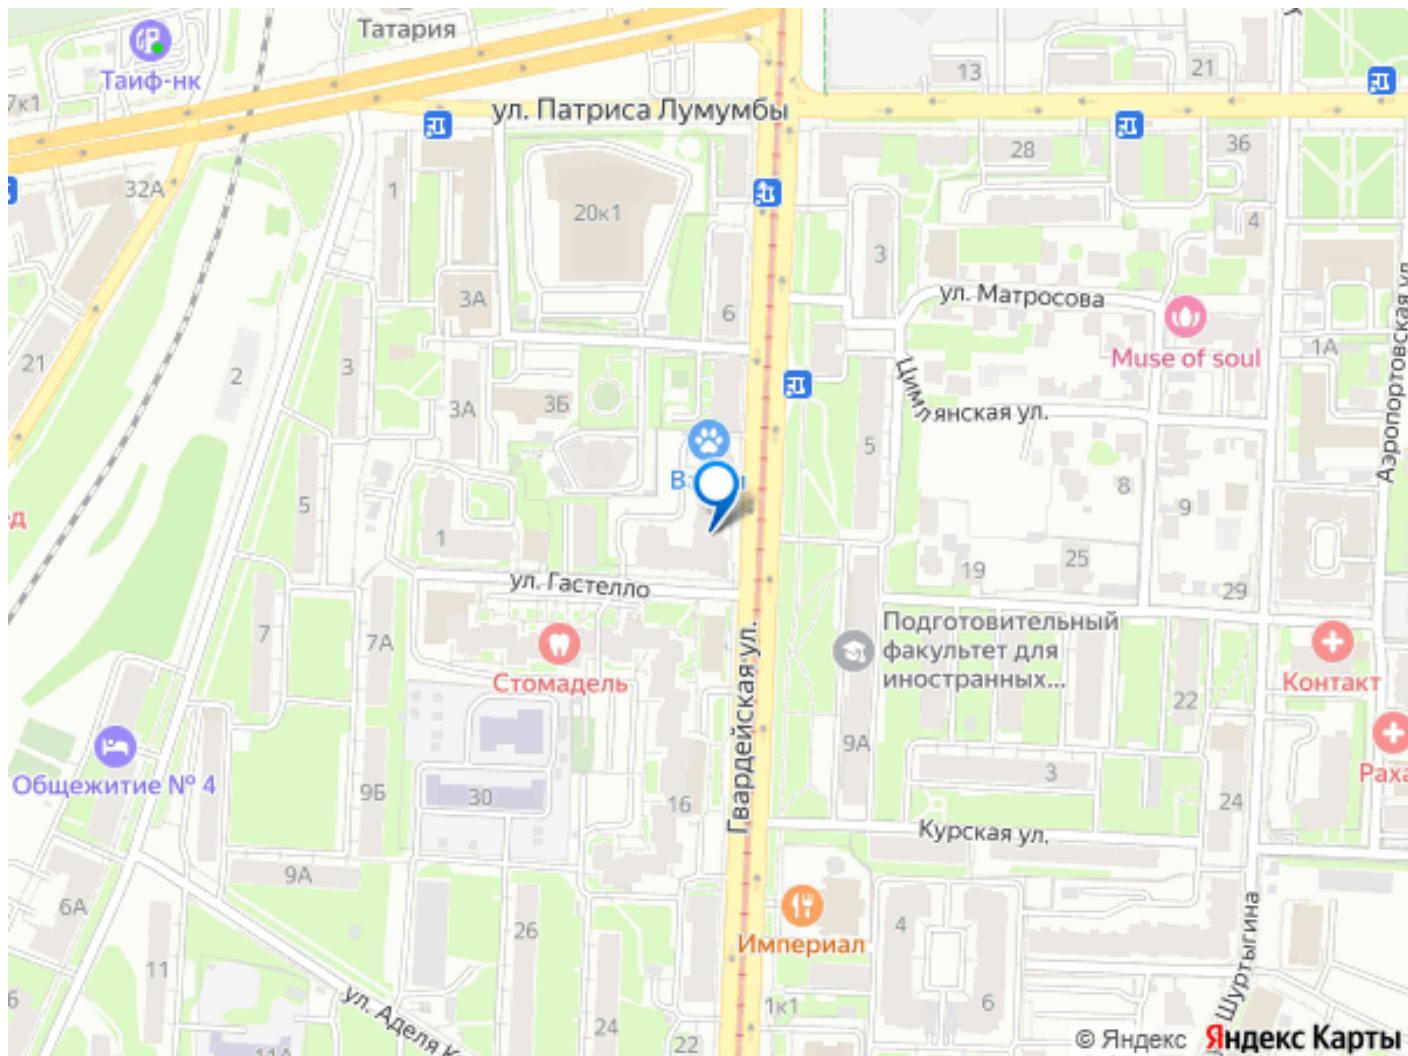 Татария
Таиф-нк
7к1
13
21
ул. Патриса Лумумбы
28
36
32А
1
20к1
4
3
3А
ул. Матросова
6
Muse of soul
1А
21
2
3
3А
3Б
Аэропортовская ул
5
8
9
5
1
19
25
29
ул. Гастелло
7
7А
Подготовительный
факультет для
иностранных...
Стомадель
Контакт
22
Гвардейская ул.
9А
3
Раха
Общежитие № 4
9Б
30
16
24
Курская ул.
9А
6А
26
4
Империал
11
6
ул. Аделя К
24
1к1
6
Шуртыгина
11А
22
© Яндекс Яндекс Карты